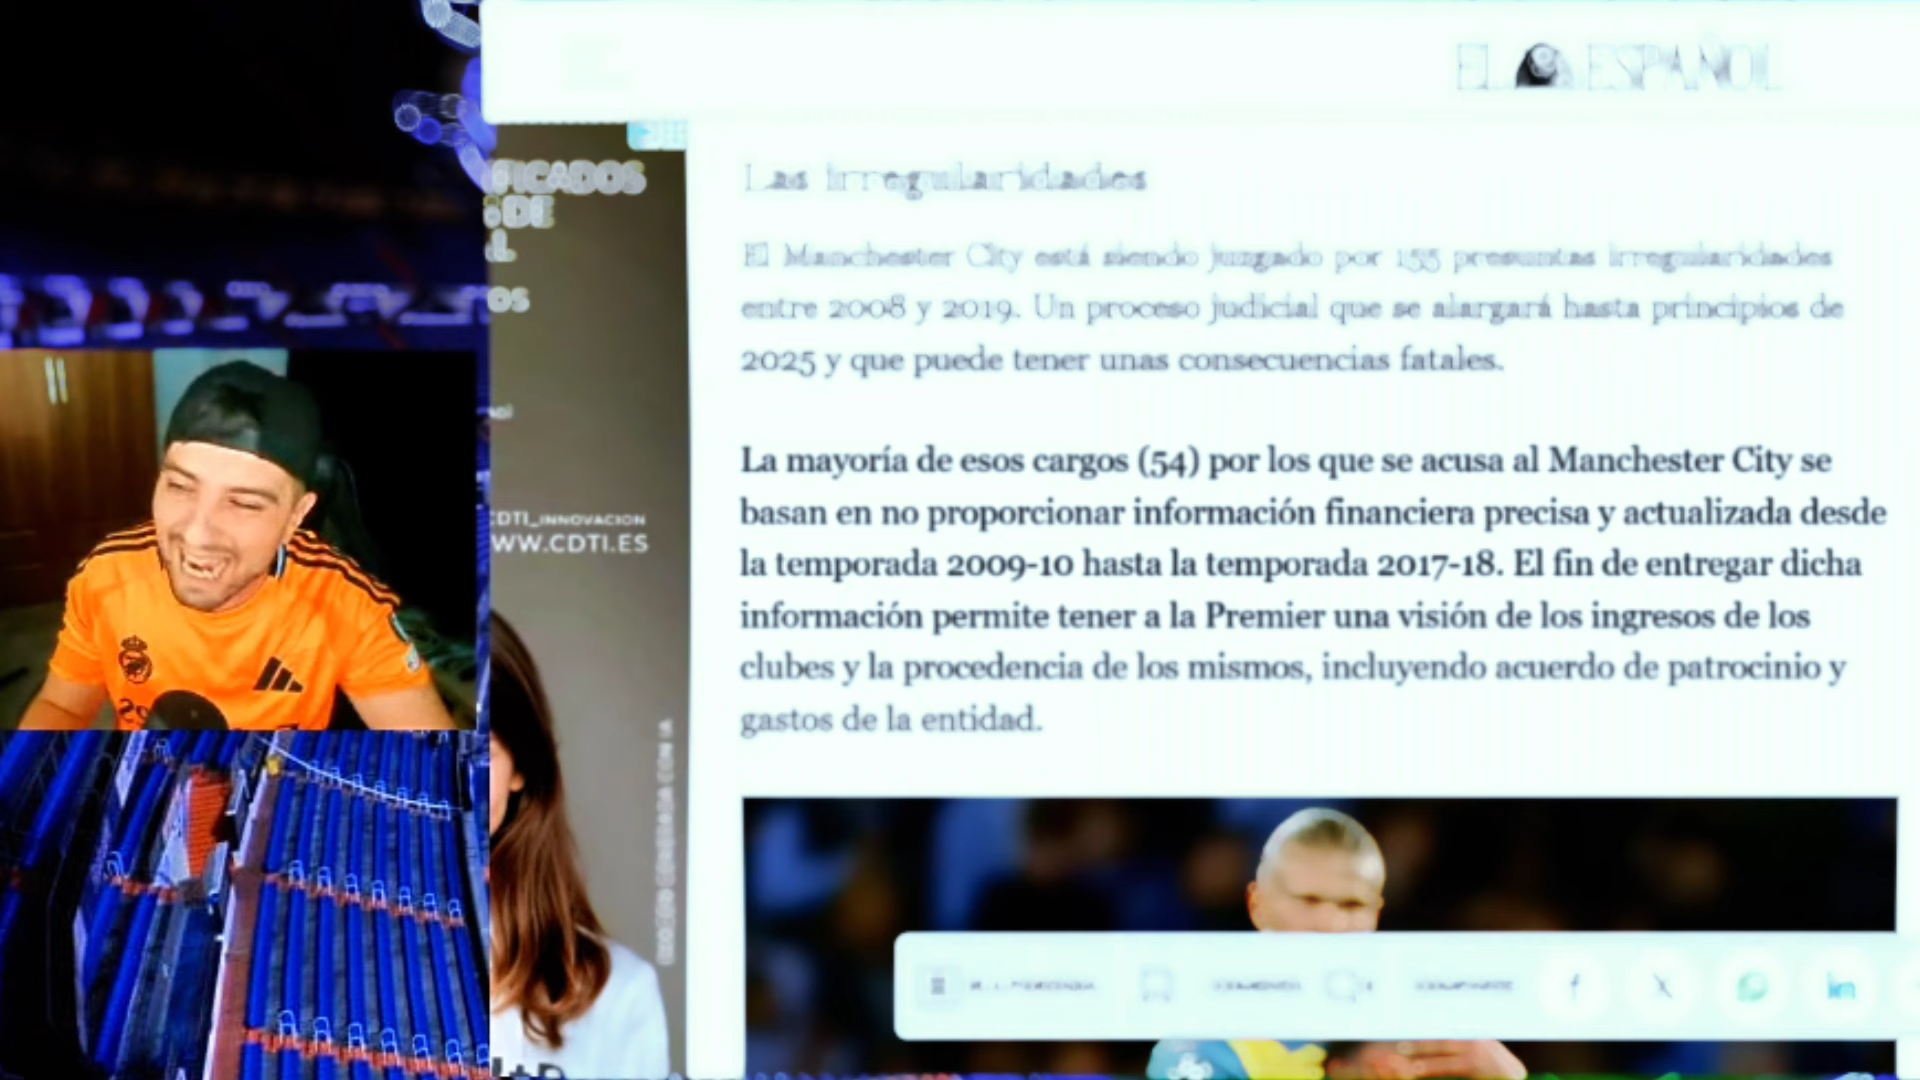 EL ESPAÑOL
FICADOS
DE
OS
CDTI_INNOVACION
WW.CDTI.ES
Las irregularidades
El Manchester City está siendo juzgado por 155 presuntas irregularidades
entre 2008 y 2019. Un proceso judicial que se alargará hasta principios de
2025 y que puede tener unas consecuencias fatales.
La mayoría de esos cargos (54) por los que se acusa al Manchester City se
basan en no proporcionar información financiera precisa y actualizada desde
la temporada 2009-10 hasta la temporada 2017-18. El fin de entregar dicha
información permite tener a la Premier una visión de los ingresos de los
clubes y la procedencia de los mismos, incluyendo acuerdo de patrocinio y
gastos de la entidad.